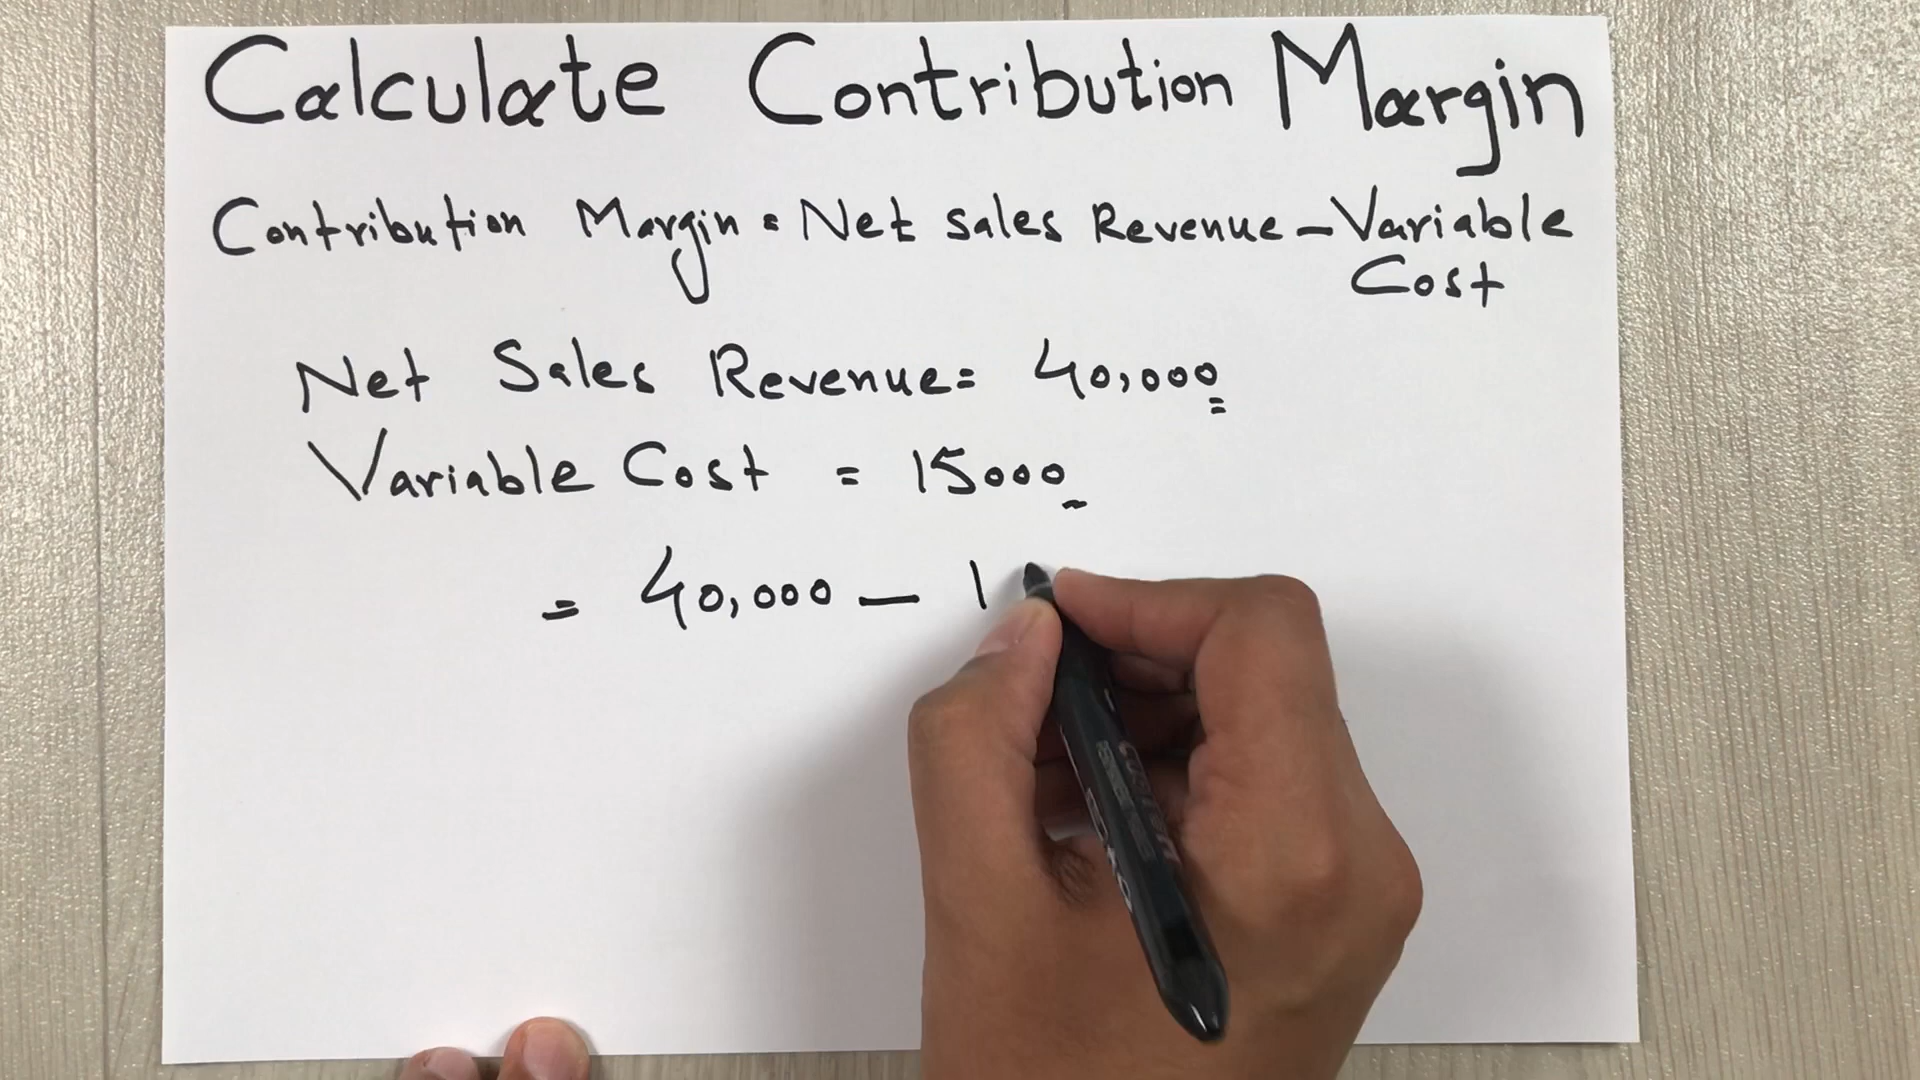 Calculate Contribution Margin
Contribution Margin = Net Sales Revenue - Variable
Cost
Net Sales Revenue = 40,000
Variable Cost = 15000
= 40,000 - 1